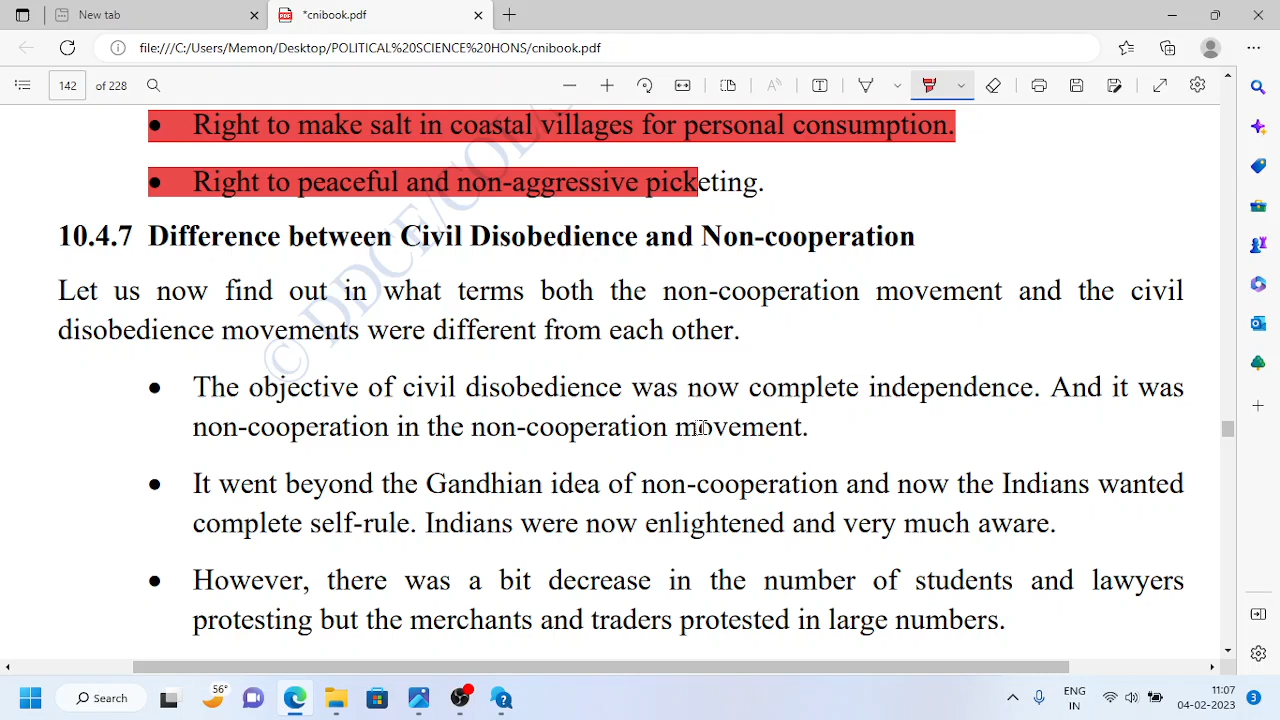 New tab
*cnibook.pdf
file:///C:/Users/Memon/Desktop/POLITICAL%20SCIENCE%20HONS/cnibook.pdf
142 of 228
• Right to make salt in coastal villages for personal consumption.
• Right to peaceful and non-aggressive picketing.
10.4.7 Difference between Civil Disobedience and Non-cooperation
Let us now find out in what terms both the non-cooperation movement and the civil
disobedience movements were different from each other.
• The objective of civil disobedience was now complete independence. And it was
non-cooperation in the non-cooperation movement.
• It went beyond the Gandhian idea of non-cooperation and now the Indians wanted
complete self-rule. Indians were now enlightened and very much aware.
• However, there was a bit decrease in the number of students and lawyers
protesting but the merchants and traders protested in large numbers.
© DDCE/COL
56°
Search
ENG
IN
11:07
04-02-2023
3